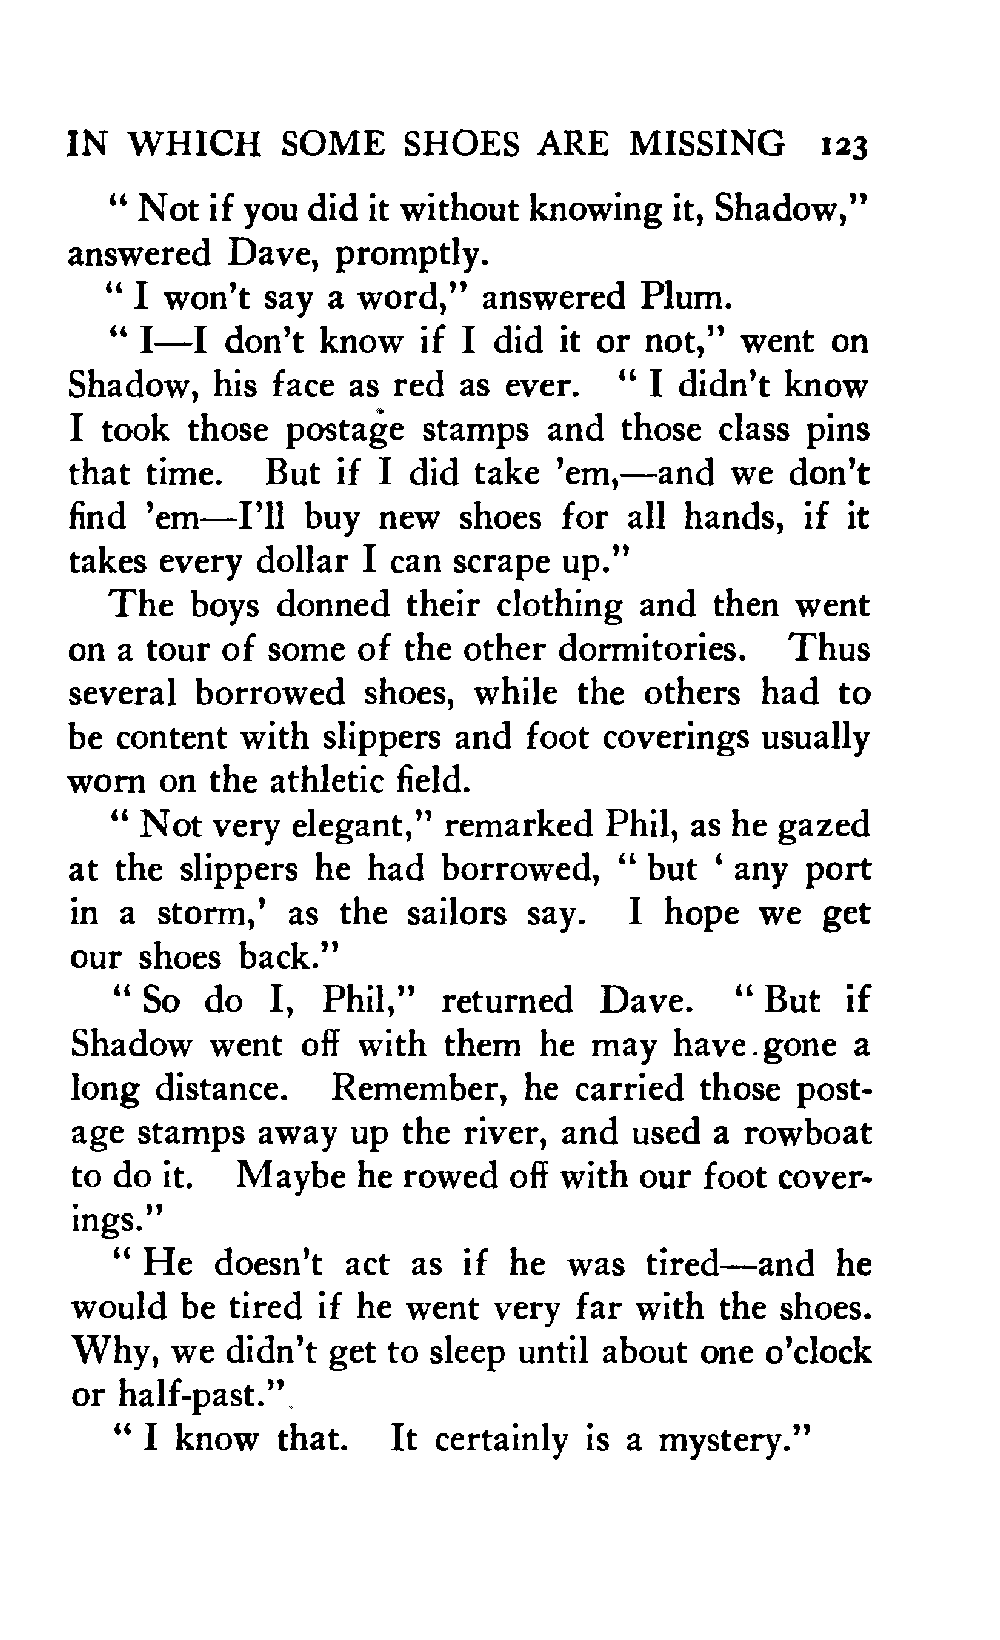 IN WHICH SOME SHOES ARE MISSING 123
" Not if you did it without knowing it, Shadow,"
answered Dave, promptly.
" I won't say a word," answered Plum.
" I—I don't know if I did it or not," went on
Shadow, his face as red as ever. " I didn't know
I took those postage stamps and those class pins
that time. But if I did take 'em,—and we don't
find 'em—I'll buy new shoes for all hands, if it
takes every dollar I can scrape up."
The boys donned their clothing and then went
on a tour of some of the other dormitories. Thus
several borrowed shoes, while the others had to
be content with slippers and foot coverings usually
worn on the athletic field.
" Not very elegant," remarked Phil, as he gazed
at the slippers he had borrowed, " but ' any port
in a storm,' as the sailors say. I hope we get
our shoes back."
" So do I, Phil," returned Dave. " But if
Shadow went off with them he may have gone a
long distance. Remember, he carried those post-
age stamps away up the river, and used a rowboat
to do it. Maybe he rowed off with our foot cover-
ings."
" He doesn't act as if he was tired—and he
would be tired if he went very far with the shoes.
Why, we didn't get to sleep until about one o'clock
or half-past."
" I know that. It certainly is a mystery."